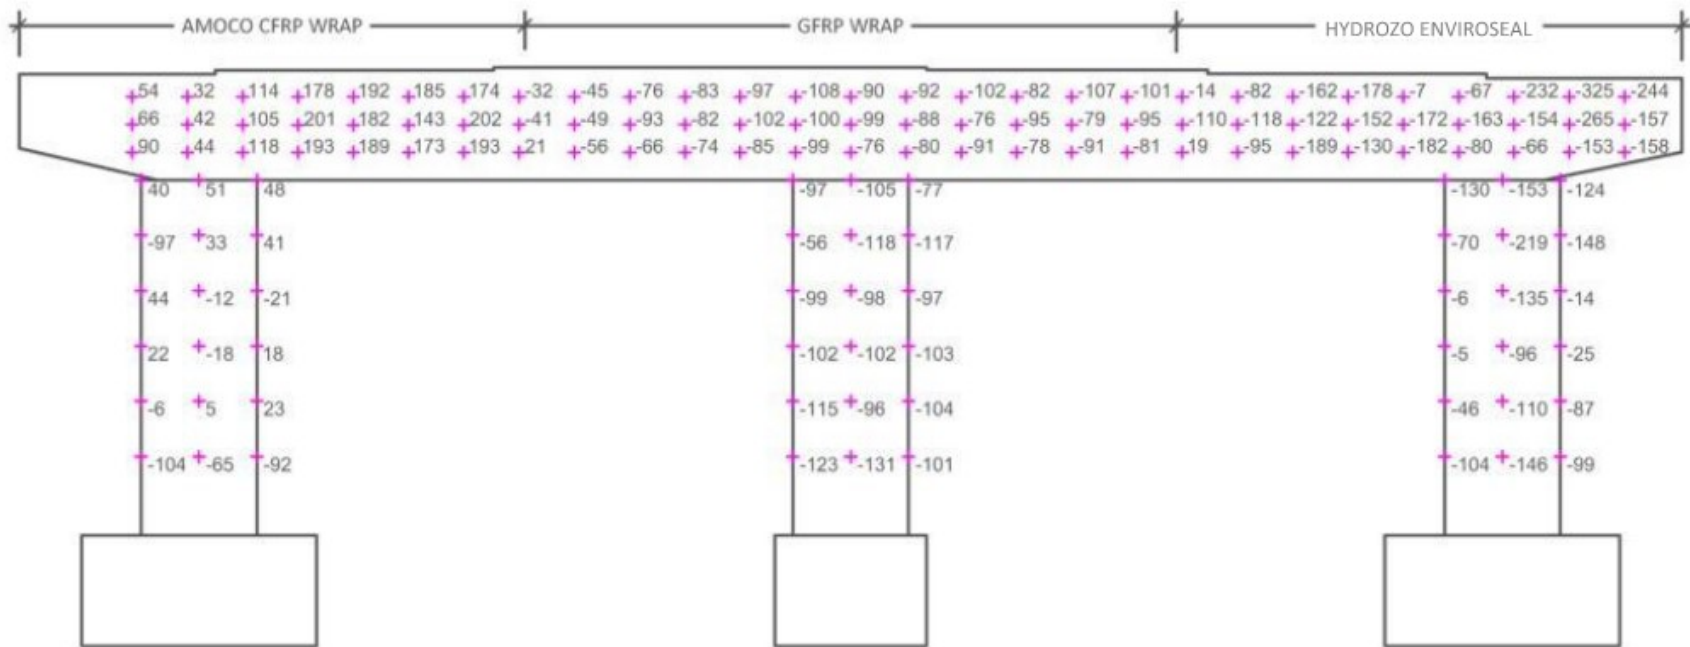 AMOCO CFRP WRAP GFRP WRAP HYDROZO ENVIROSEAL
54 32 114 178 192 185 174 -32 -45 -76 -83 -97 -108 -90 -92 -102 -82 -107 -101 14 -82 -162 -178 -7 -67 -232 -325 -244
66 42 105 201 182 143 202 -41 -49 -93 -82 -102 -100 -99 -88 -76 -95 -79 -95 -110 -118 -122 -152 -172 -163 -154 -265 -157
90 44 118 193 189 173 193 21 -56 -66 -74 -85 -99 -76 -80 -91 -78 -91 -81 19 -95 -189 -130 -182 -80 -66 -153 -158
40 51 48 -97 -105 -77 -130 -153 -124
-97 33 41 -56 -118 -117 -70 -219 -148
44 -12 -21 -99 -98 -97 -6 -135 -14
22 -18 18 -102 -102 -103 -5 -96 -25
-6 5 23 -115 -96 -104 -46 -110 -87
-104 -65 -92 -123 -131 -101 -104 -146 -99